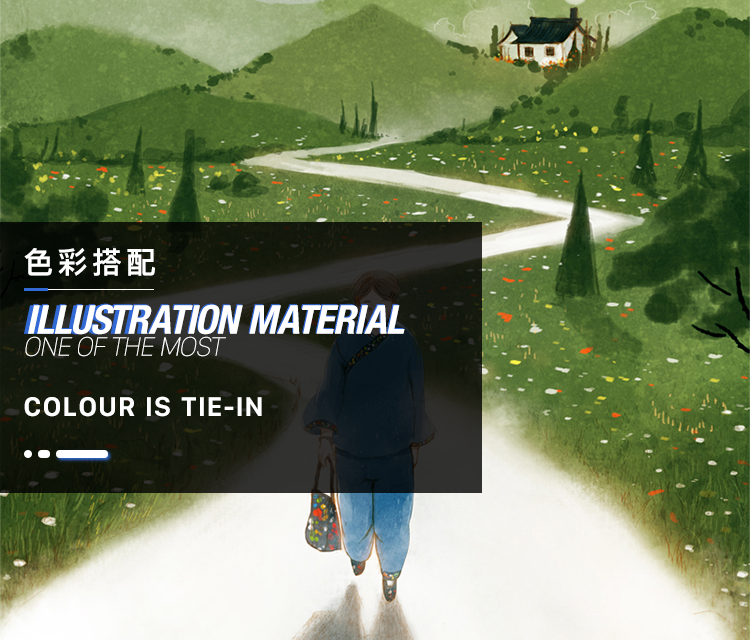 色彩搭配
ILLUSTRATION MATERIAL
ONE OF THE MOST
COLOUR IS TIE-IN